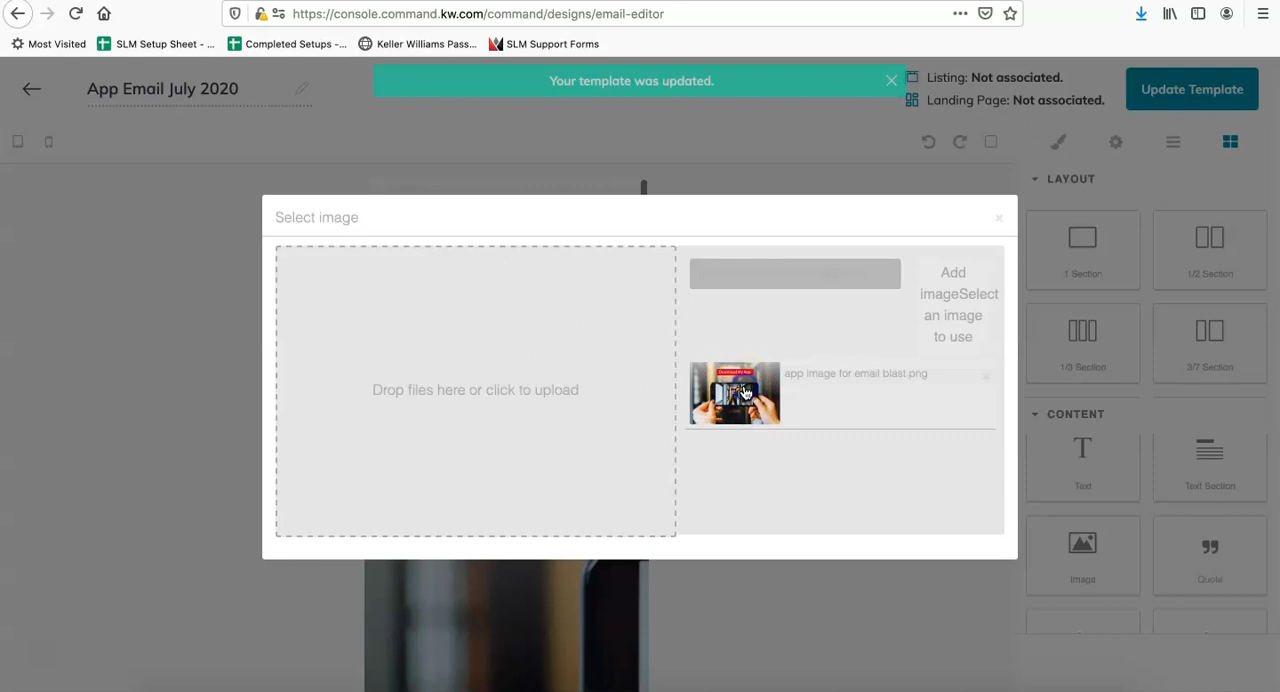 https://console.command.kw.com/command/designs/email-editor
Most Visited
SLM Setup Sheet - ...
Completed Setups -...
Keller Williams Pass...
SLM Support Forms
App Email July 2020
Your template was updated.
Listing: Not associated.
Landing Page: Not associated.
Update Template
LAYOUT
1 Section
1/2 Section
1/3 Section
3/7 Section
CONTENT
Text
Text Section
Image
Quote
Select image
×
Drop files here or click to upload
Add
imageSelect
an image
to use
Download My App
app image for email blast.png